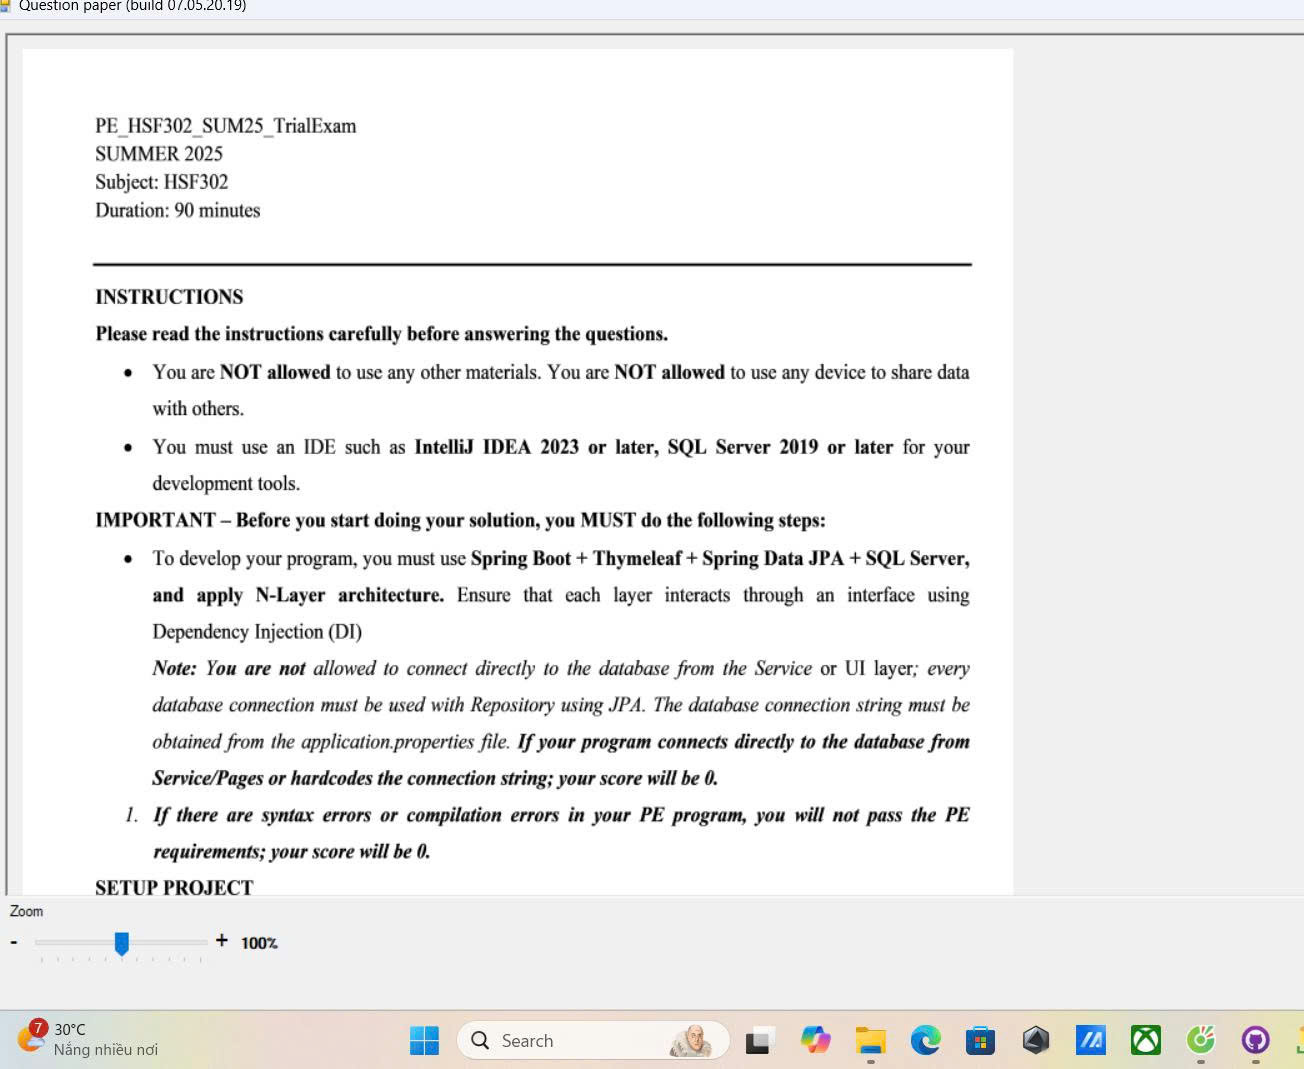 Question paper (build 07.05.20.19)
PE_HSF302_SUM25_TrialExam
SUMMER 2025
Subject: HSF302
Duration: 90 minutes
INSTRUCTIONS
Please read the instructions carefully before answering the questions.
• You are NOT allowed to use any other materials. You are NOT allowed to use any device to share data
with others.
• You must use an IDE such as IntelliJ IDEA 2023 or later, SQL Server 2019 or later for your
development tools.
IMPORTANT – Before you start doing your solution, you MUST do the following steps:
• To develop your program, you must use Spring Boot + Thymeleaf + Spring Data JPA + SQL Server,
and apply N-Layer architecture. Ensure that each layer interacts through an interface using
Dependency Injection (DI)
Note: You are not allowed to connect directly to the database from the Service or UI layer; every
database connection must be used with Repository using JPA. The database connection string must be
obtained from the application.properties file. If your program connects directly to the database from
Service/Pages or hardcodes the connection string; your score will be 0.
1. If there are syntax errors or compilation errors in your PE program, you will not pass the PE
requirements; your score will be 0.
SETUP PROJECT
Zoom
- + 100%
7
30°C
Nắng nhiều nơi
Search